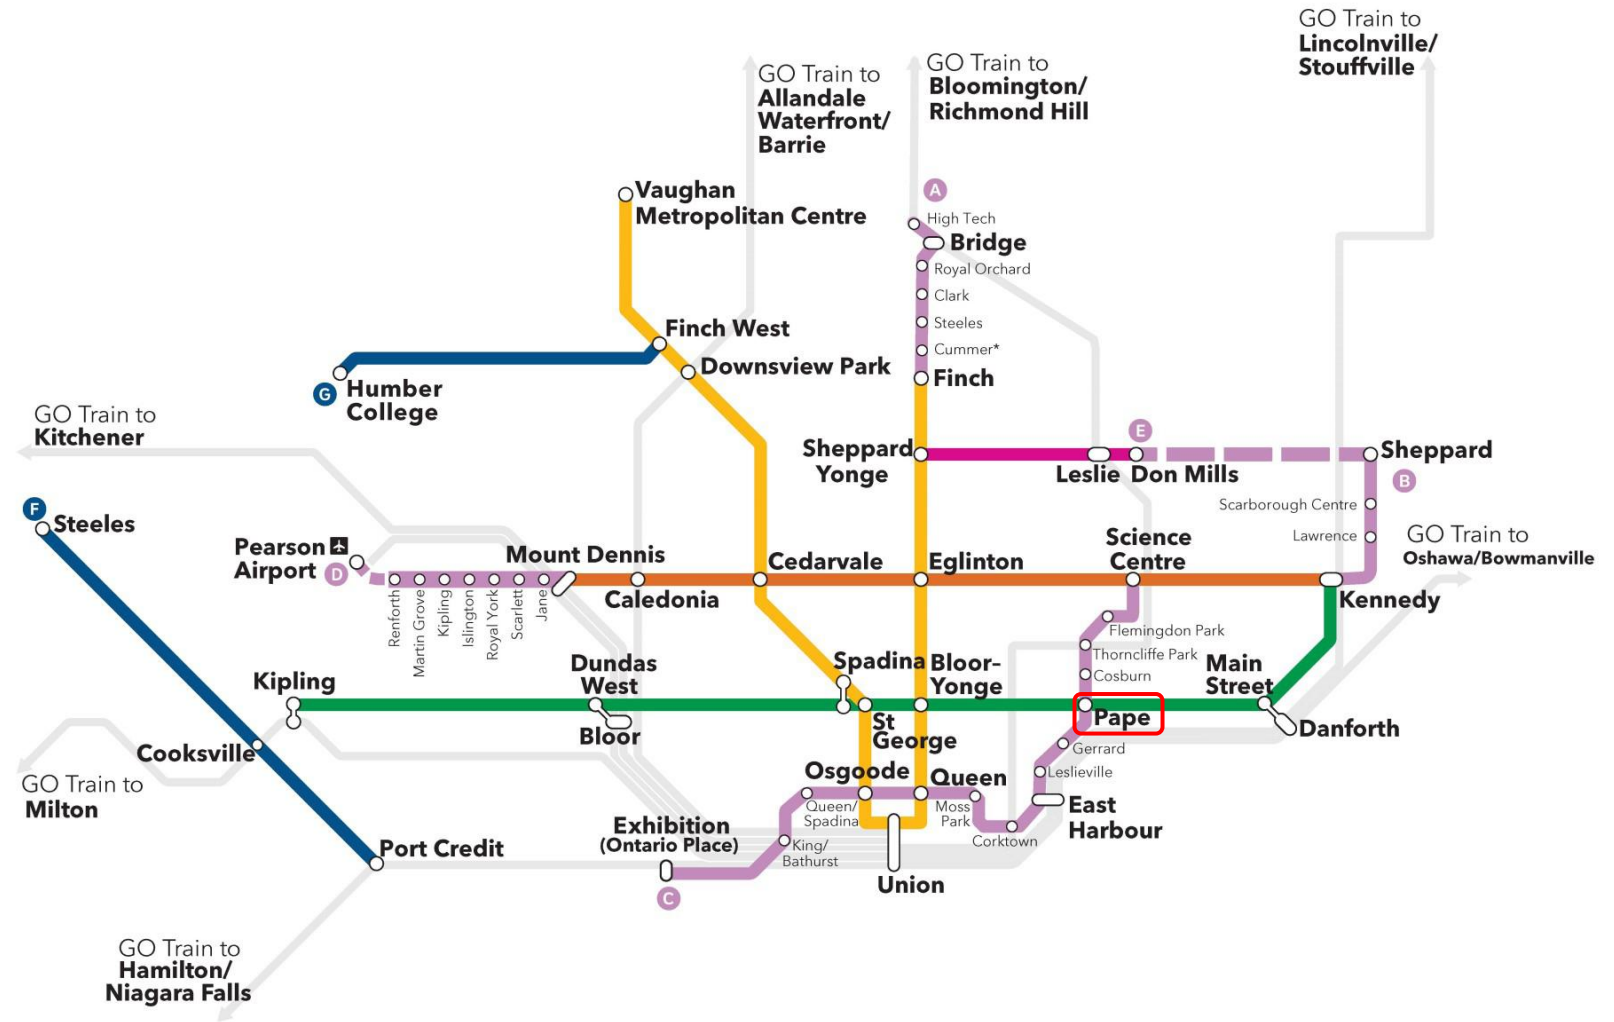 GO Train to
Lincolnville/
Stouffville
GO Train to
Allandale
Waterfront/
Barrie
GO Train to
Bloomington/
Richmond Hill
A
High Tech
Bridge
Royal Orchard
Clark
Steeles
Cummer*
Finch
Vaughan
Metropolitan Centre
Finch West
Downsview Park
G
Humber
College
GO Train to
Kitchener
Sheppard
Yonge
E
Leslie
Don Mills
Sheppard
B
Scarborough Centre
Lawrence
GO Train to
Oshawa/Bowmanville
F
Steeles
Pearson
Airport
D
Renforth
Martin Grove
Kipling
Islington
Royal York
Scarlett
Jane
Mount Dennis
Caledonia
Cedarvale
Eglinton
Science
Centre
Kennedy
Flemingdon Park
Thorncliffe Park
Cosburn
Kipling
Dundas
West
Bloor
Spadina
St
George
Bloor-
Yonge
Pape
Main
Street
Danforth
Gerrard
Leslieville
East
Harbour
Cooksville
GO Train to
Milton
Osgoode
Queen
Queen/
Spadina
Moss
Park
Corktown
King/
Bathurst
Exhibition
(Ontario Place)
C
Union
Port Credit
GO Train to
Hamilton/
Niagara Falls